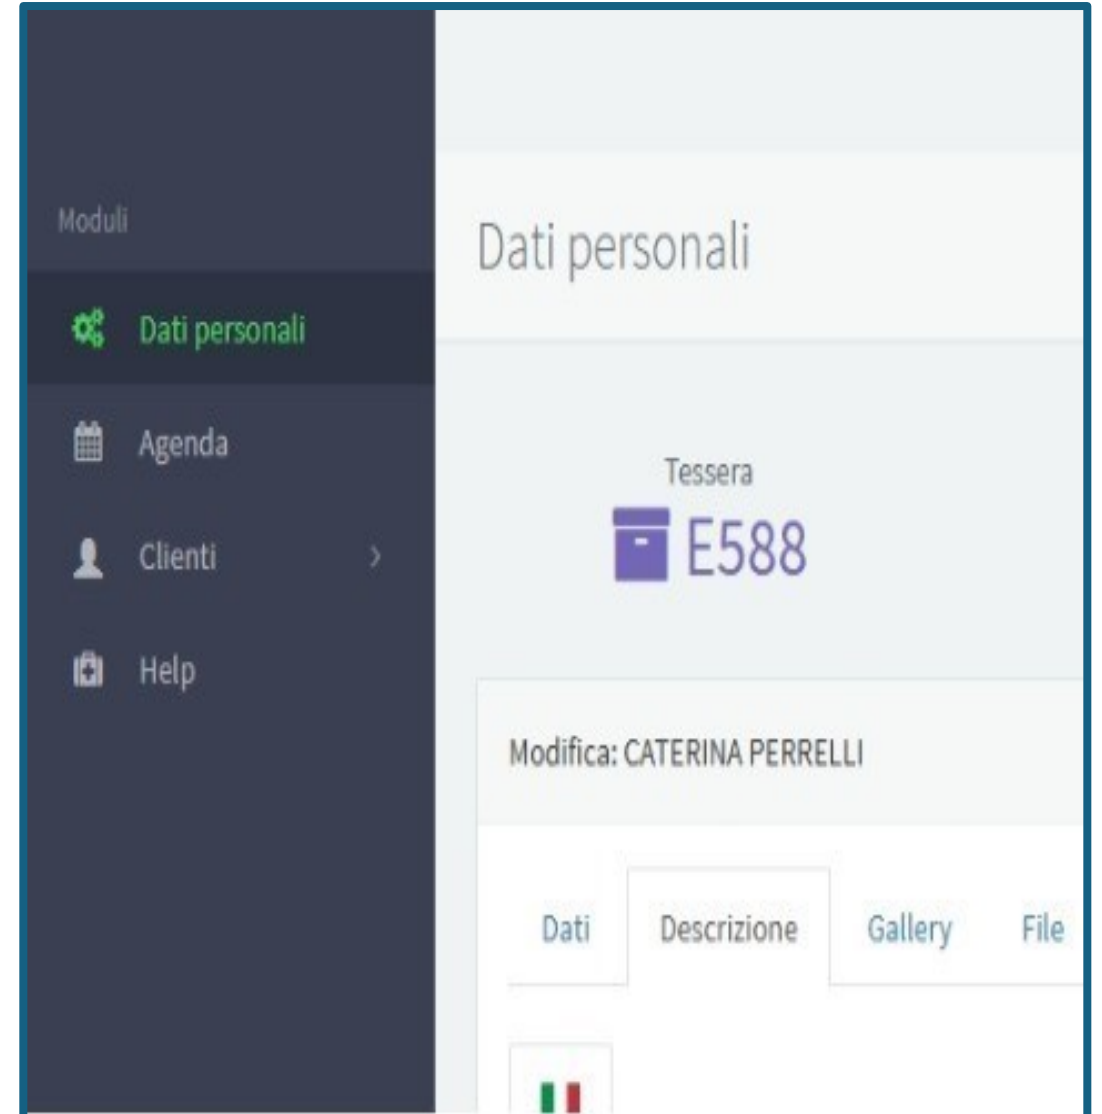 Moduli
Dati personali
Agenda
Clienti
Help
Dati personali
Tessera
E588
Modifica: CATERINA PERRELLI
Dati Descrizione Gallery File